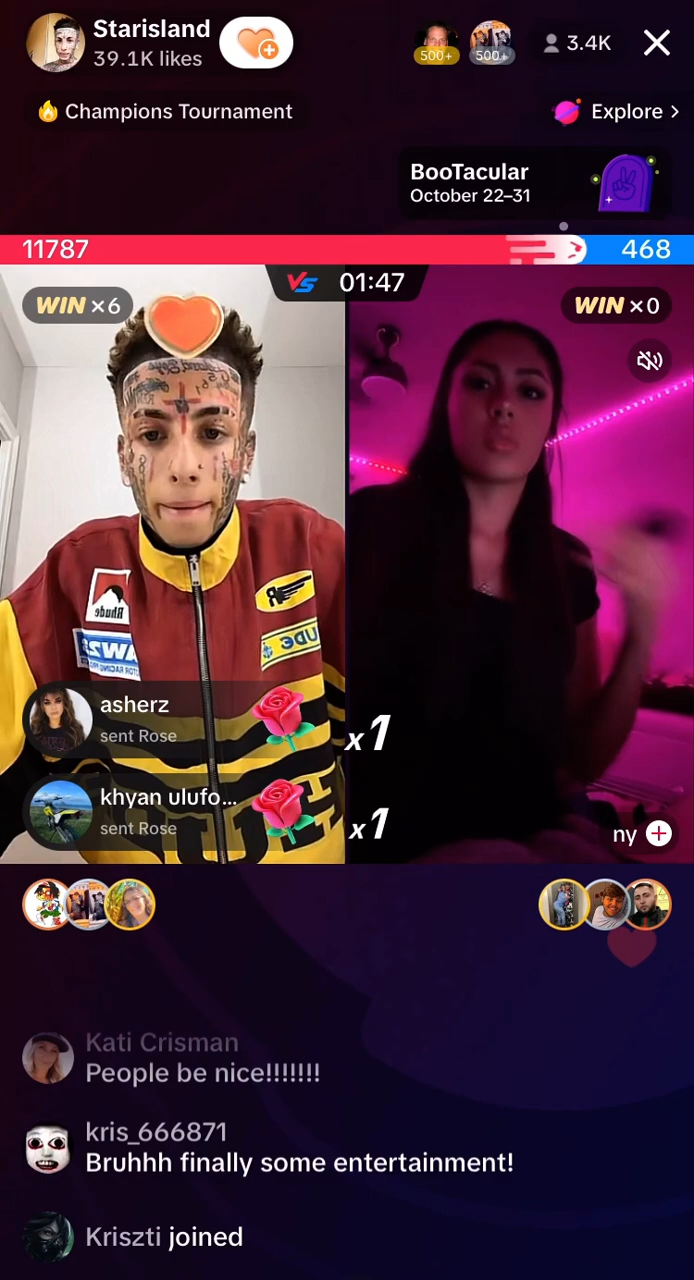 Starisland
39.1K likes
500+
500+
3.4K
Champions Tournament
Explore >
BooTacular
October 22–31
11787
468
VS 01:47
WIN ×6
WIN ×0
Rhude
asherz
sent Rose
x1
khyan ulufo...
sent Rose
x1
ny
Kati Crisman
People be nice!!!!!!!
kris_666871
Bruhhh finally some entertainment!
Kriszti joined